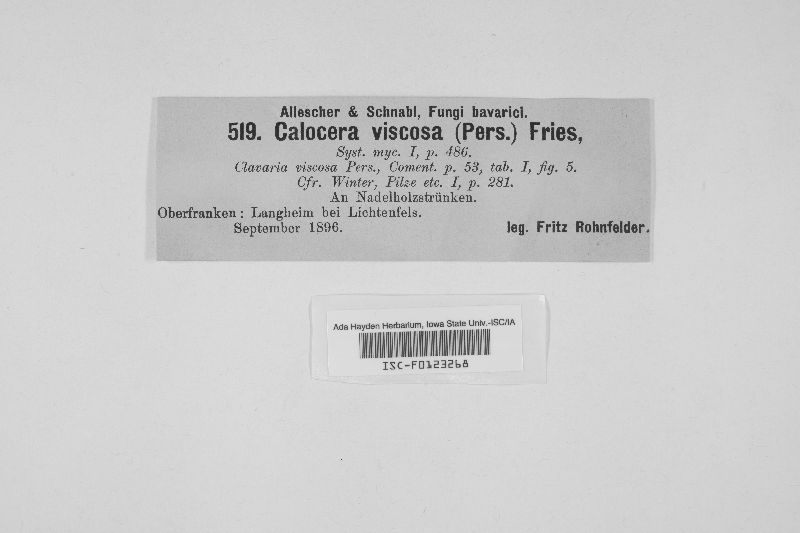 Allescher & Schnabl, Fungi bavarici.
519. Calocera viscosa (Pers.) Fries,
Syst. myc. I, p. 486.
Clavaria viscosa Pers., Coment. p. 53, tab. I, fig. 5.
Cfr. Winter, Pilze etc. I, p. 281.
An Nadelholzstrünken.
Oberfranken: Langheim bei Lichtenfels.
September 1896. leg. Fritz Rohnfelder.
Ada Hayden Herbarium, Iowa State Univ.-ISC/IA
ISC-F0123268